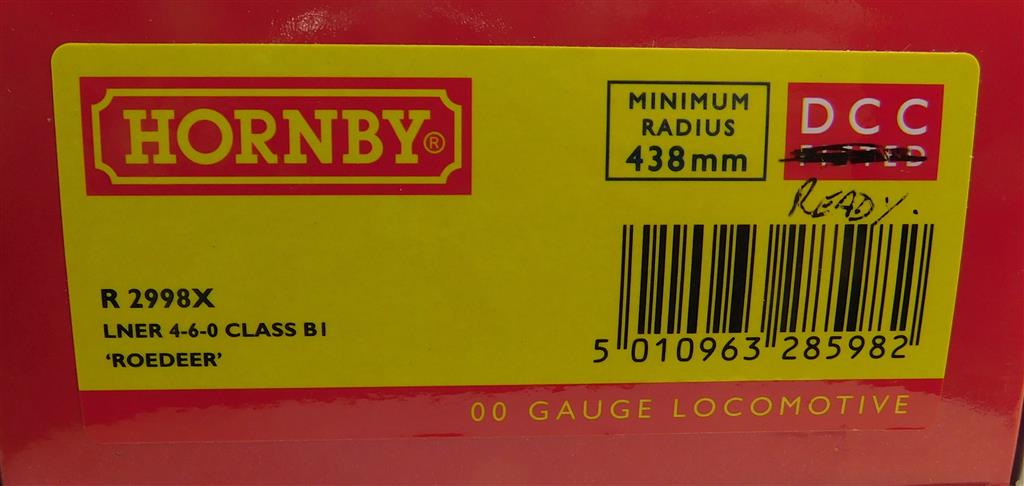 HORNBY®
MINIMUM
RADIUS
438mm
DCC
FITTED
READY.
R 2998X
LNER 4-6-0 CLASS B1
'ROEDEER'
5 010963 285982
00 GAUGE LOCOMOTIVE